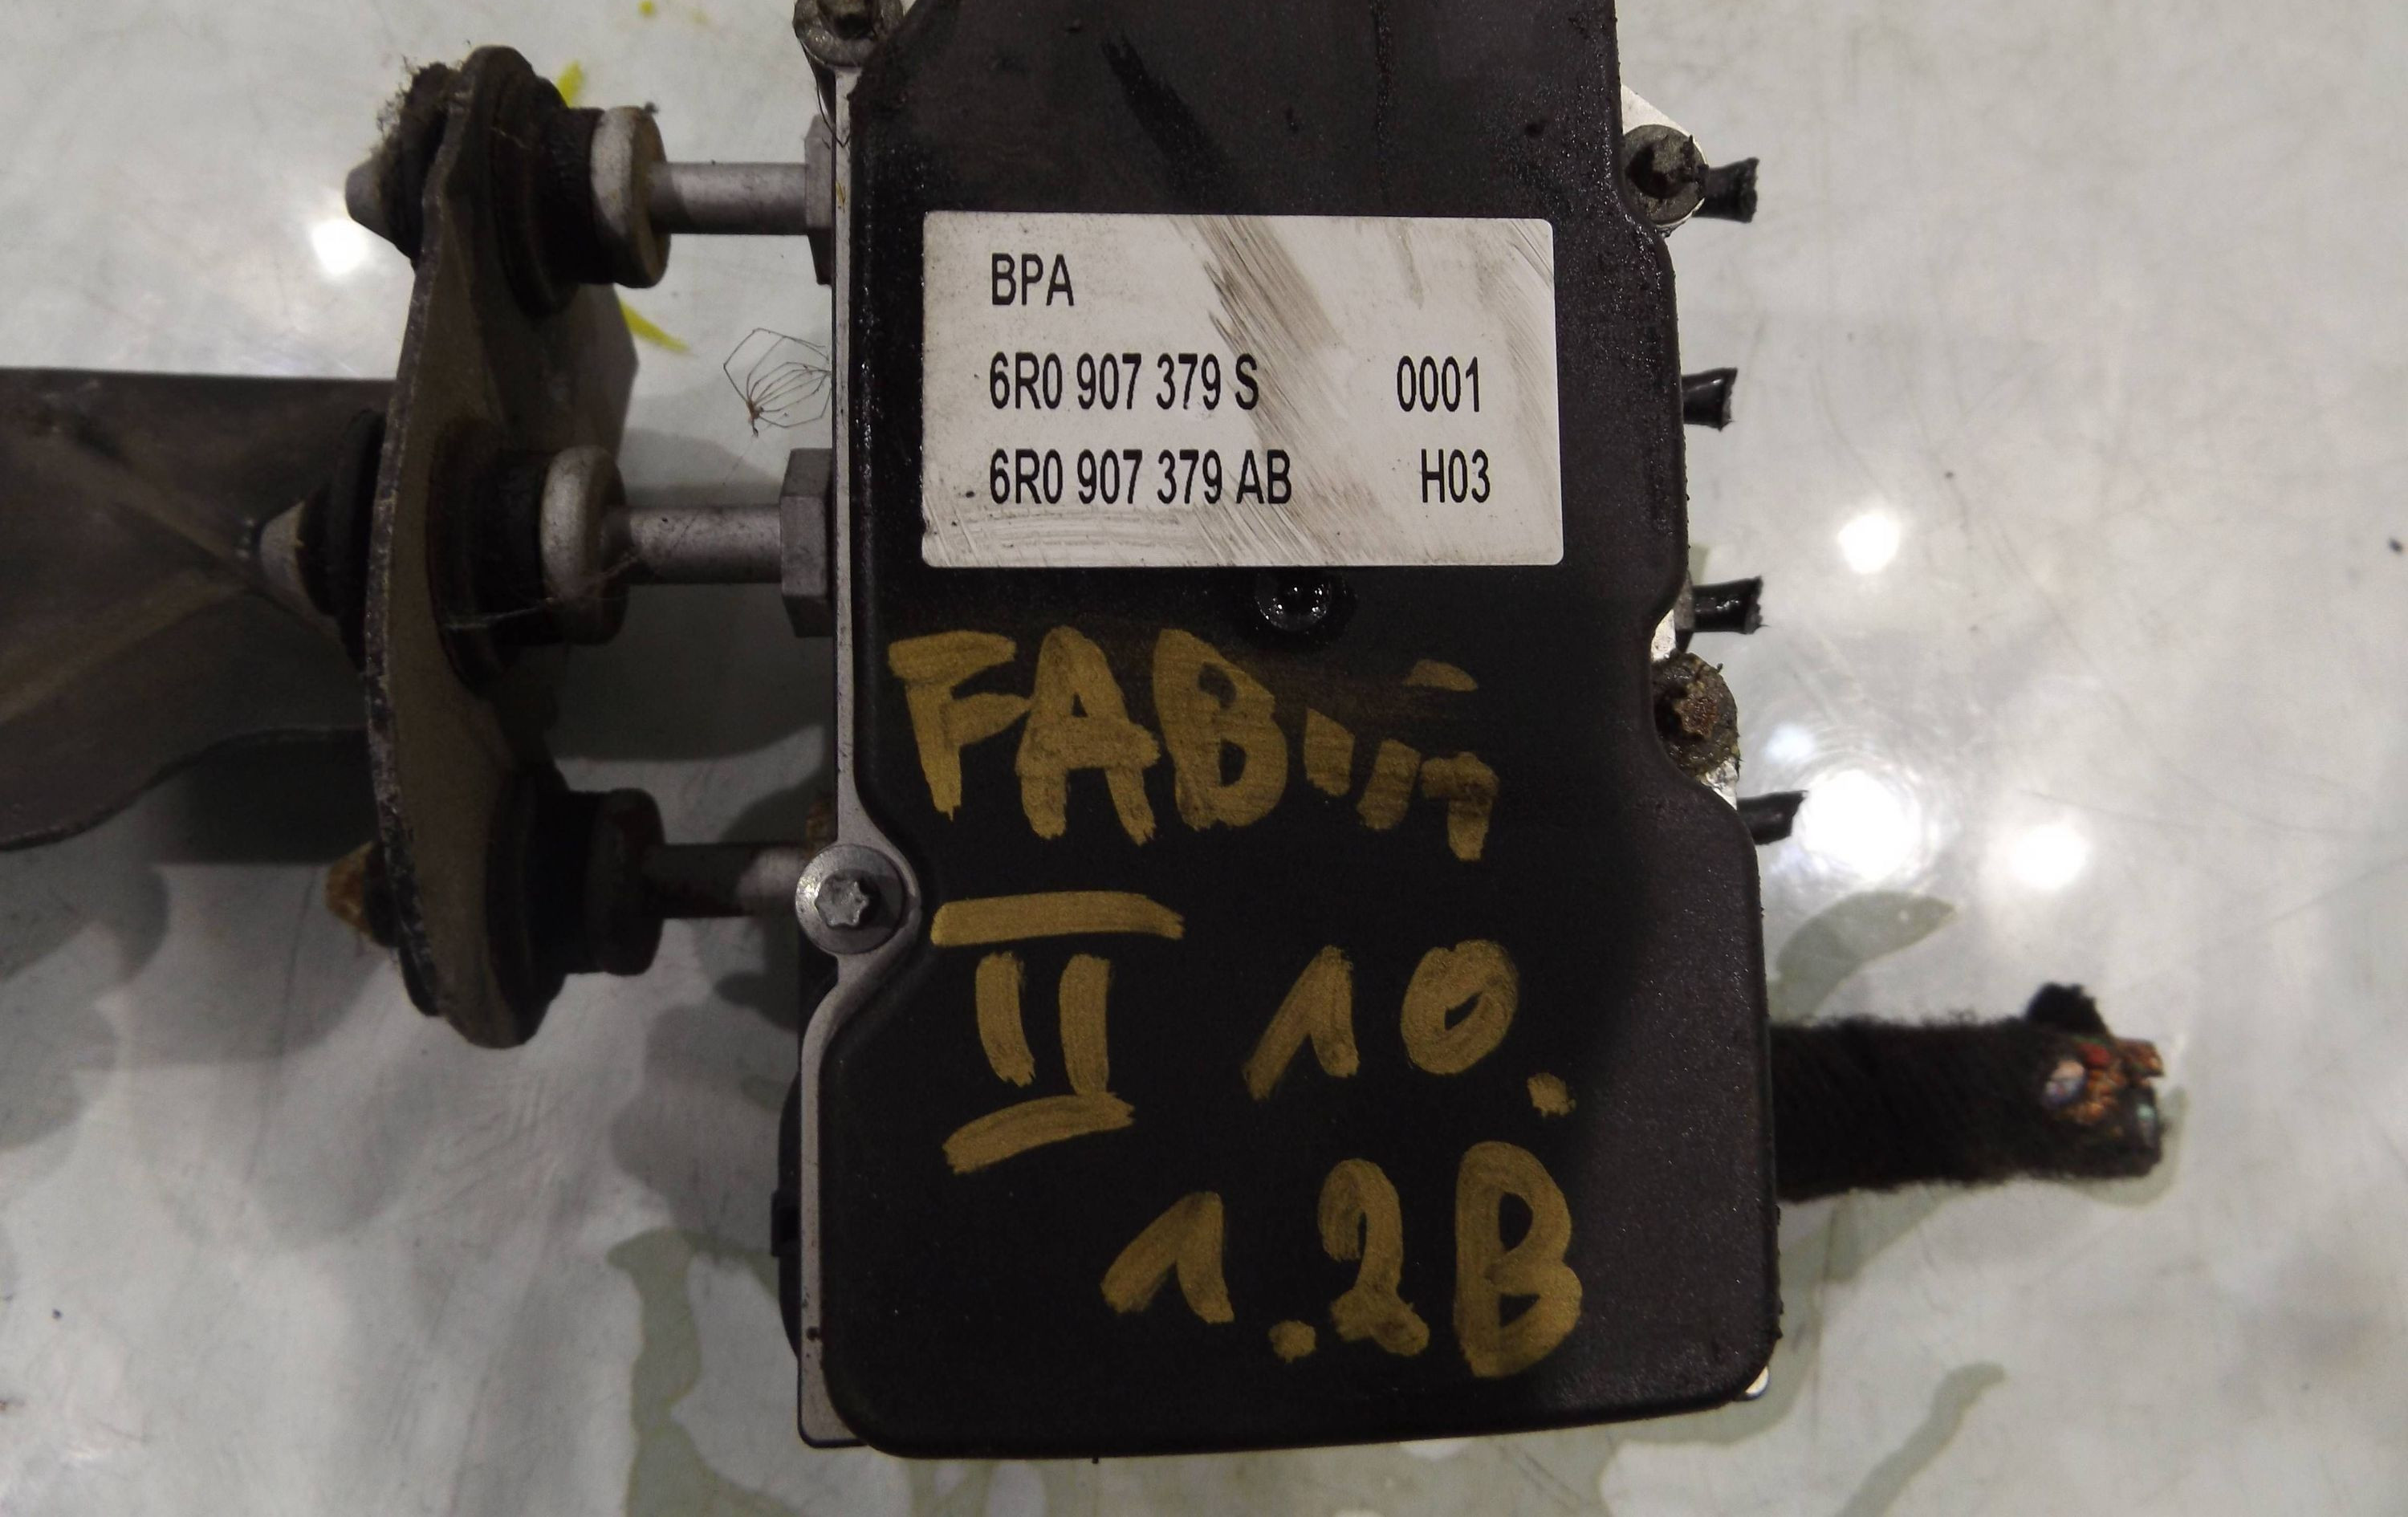 BPA
6R0 907 379 S 0001
6R0 907 379 AB H03
FABIA
II 10.
1.2B